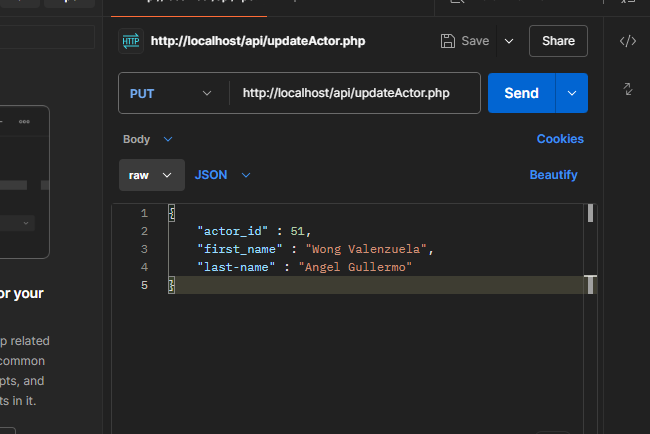 HTTP
http://localhost/api/updateActor.php
Save
Share
PUT
http://localhost/api/updateActor.php
Send
Body
Cookies
raw
JSON
Beautify
1 {
2 "actor_id" : 51,
3 "first_name" : "Wong Valenzuela",
4 "last-name" : "Angel Gullermo"
5 }
or your
p related
common
pts, and
ts in it.